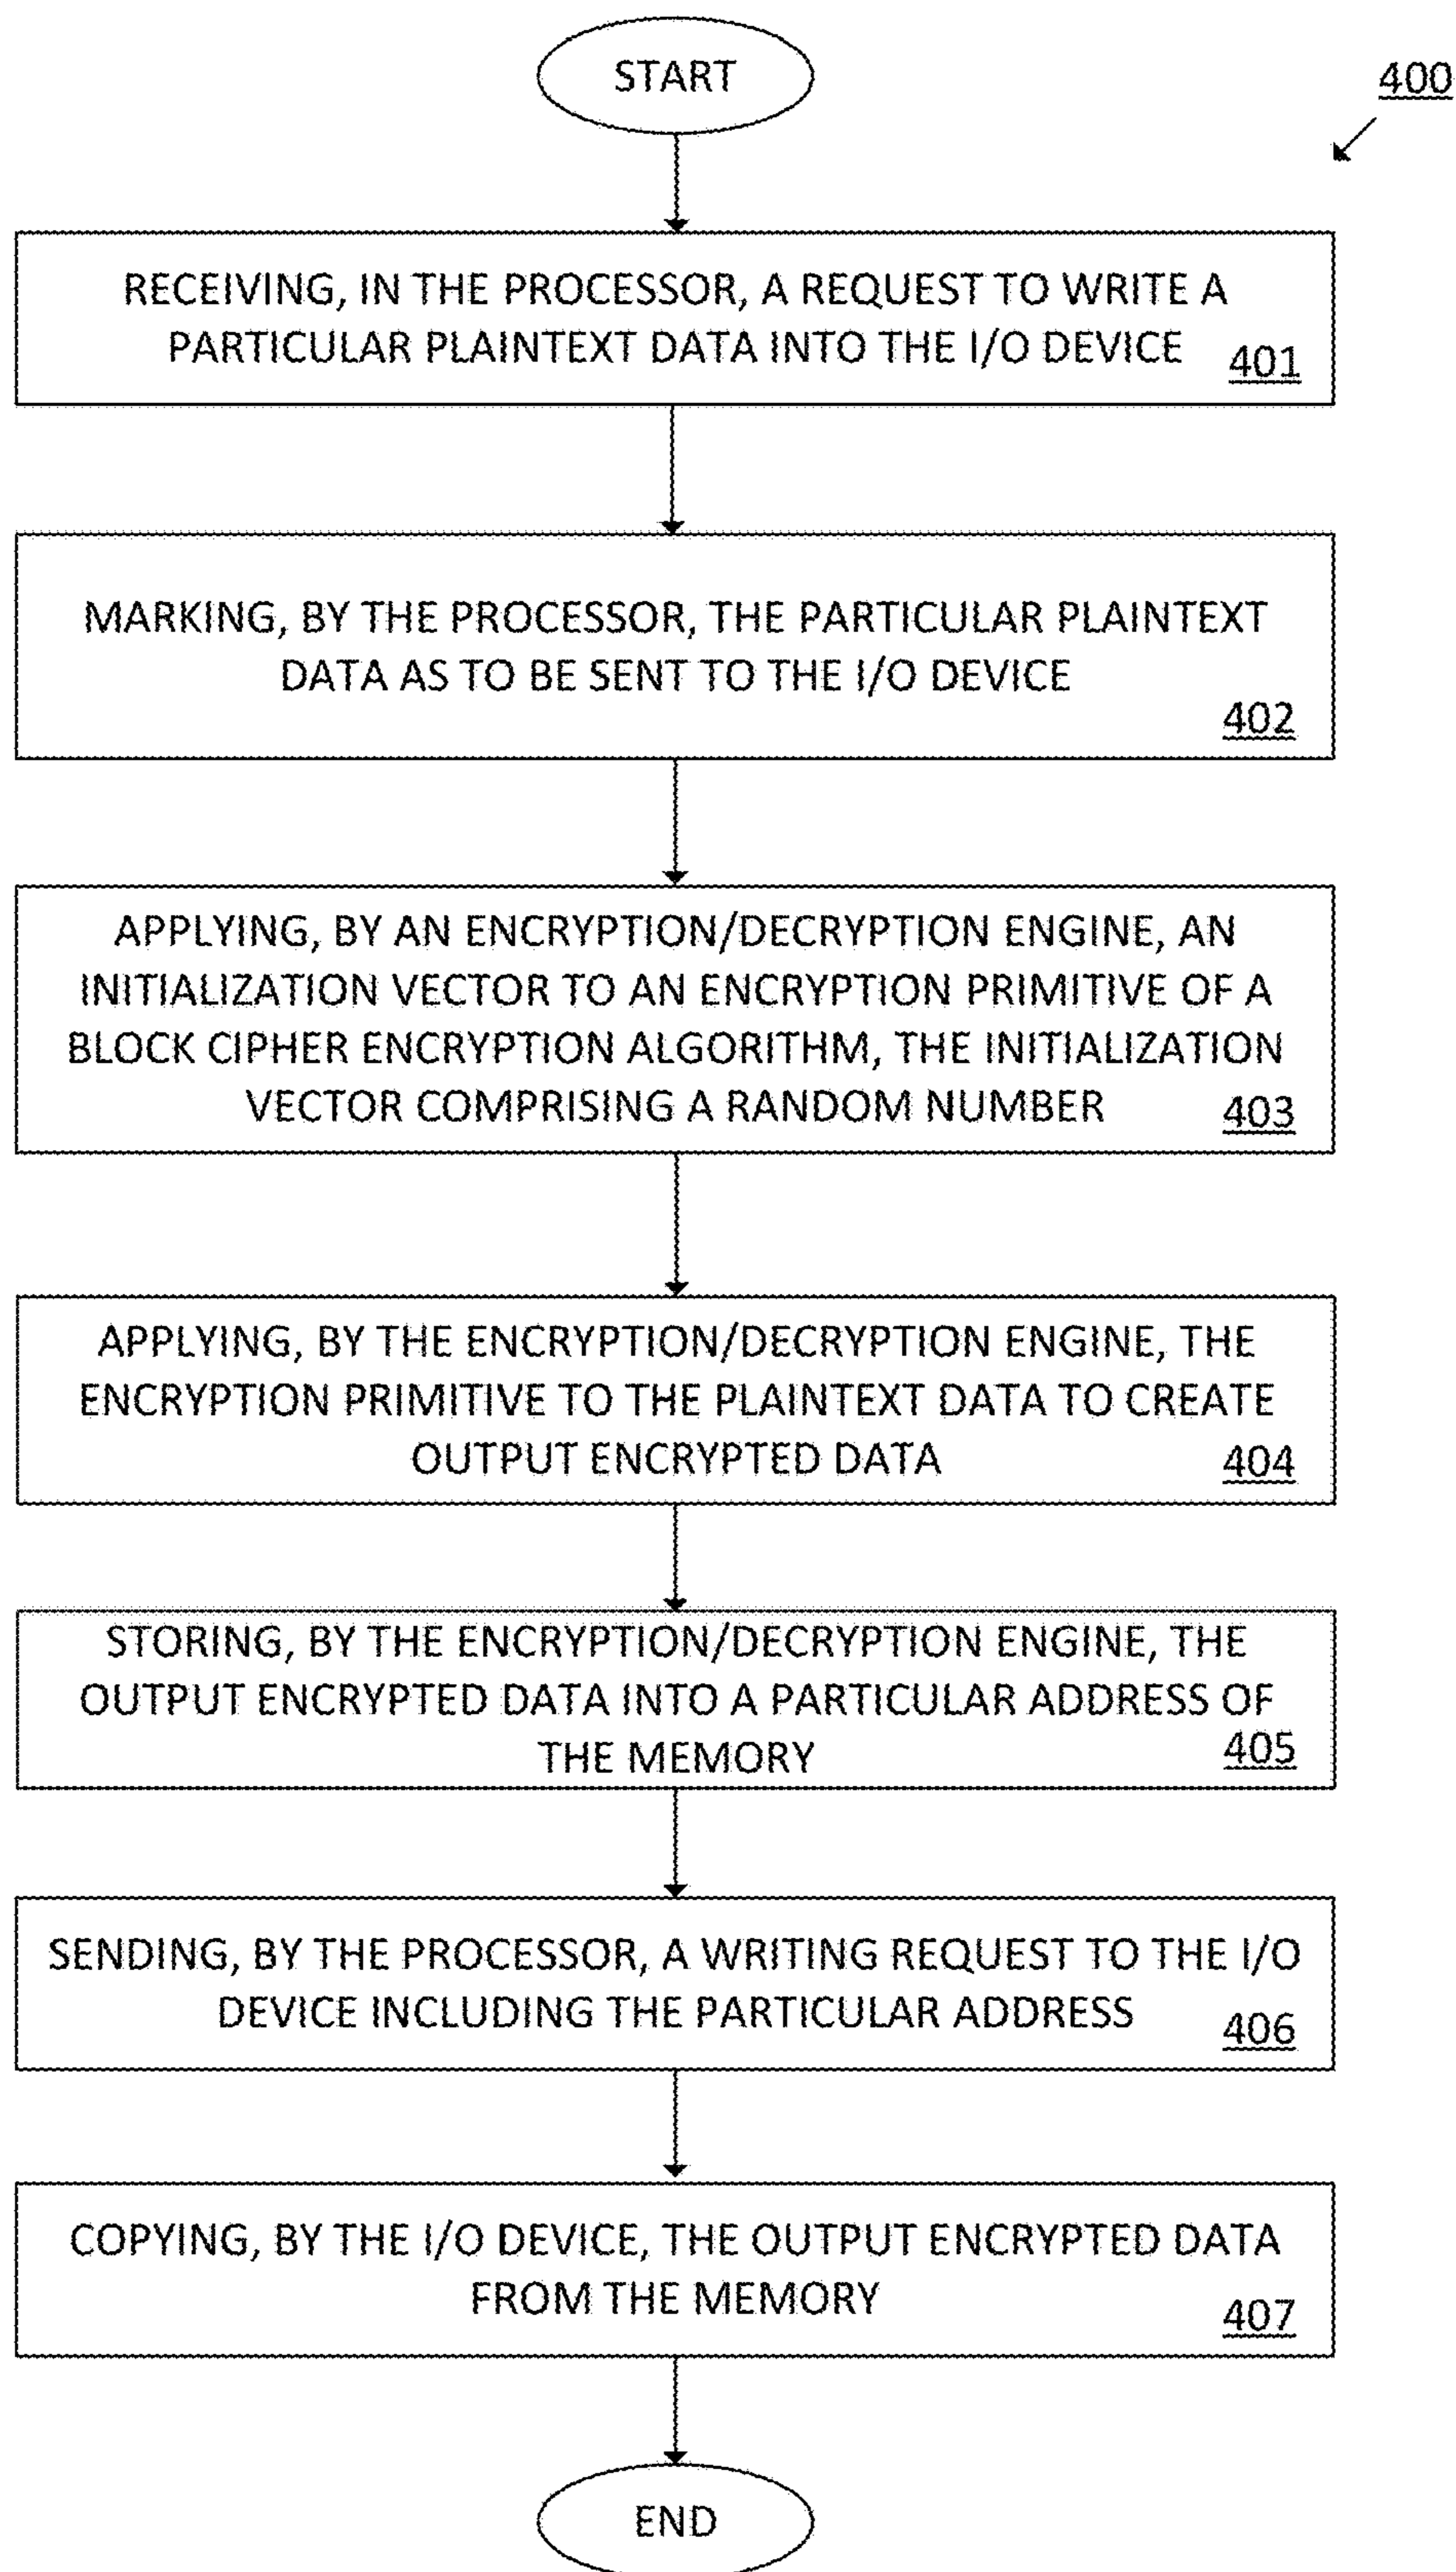 START
400
RECEIVING, IN THE PROCESSOR, A REQUEST TO WRITE A
PARTICULAR PLAINTEXT DATA INTO THE I/O DEVICE
401
MARKING, BY THE PROCESSOR, THE PARTICULAR PLAINTEXT
DATA AS TO BE SENT TO THE I/O DEVICE
402
APPLYING, BY AN ENCRYPTION/DECRYPTION ENGINE, AN
INITIALIZATION VECTOR TO AN ENCRYPTION PRIMITIVE OF A
BLOCK CIPHER ENCRYPTION ALGORITHM, THE INITIALIZATION
VECTOR COMPRISING A RANDOM NUMBER
403
APPLYING, BY THE ENCRYPTION/DECRYPTION ENGINE, THE
ENCRYPTION PRIMITIVE TO THE PLAINTEXT DATA TO CREATE
OUTPUT ENCRYPTED DATA
404
STORING, BY THE ENCRYPTION/DECRYPTION ENGINE, THE
OUTPUT ENCRYPTED DATA INTO A PARTICULAR ADDRESS OF
THE MEMORY
405
SENDING, BY THE PROCESSOR, A WRITING REQUEST TO THE I/O
DEVICE INCLUDING THE PARTICULAR ADDRESS
406
COPYING, BY THE I/O DEVICE, THE OUTPUT ENCRYPTED DATA
FROM THE MEMORY
407
END